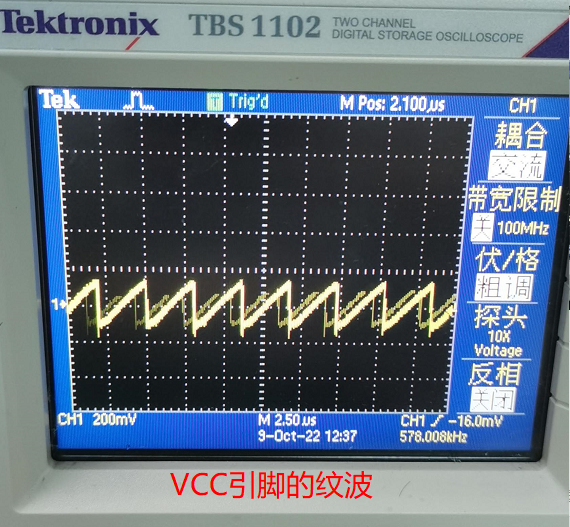 Tektronix TBS 1102 TWO CHANNEL
DIGITAL STORAGE OSCILLOSCOPE
Tek T Trig'd M Pos: 2.100µs CH1
耦合
交流
带宽限制
关 100MHz
伏/格
粗调
探头
10X
Voltage
反相
关闭
1+
CH1 200mV M 2.50µs CH1 -16.0mV
9-Oct-22 12:37 578.008kHz
VCC引脚的纹波